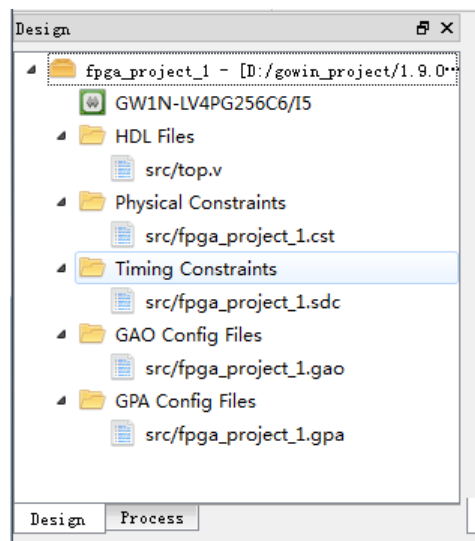 Design
fpga_project_1 - [D:/gowin_project/1.9.0···
GW1N-LV4PG256C6/I5
HDL Files
src/top.v
Physical Constraints
src/fpga_project_1.cst
Timing Constraints
src/fpga_project_1.sdc
GAO Config Files
src/fpga_project_1.gao
GPA Config Files
src/fpga_project_1.gpa
Design Process